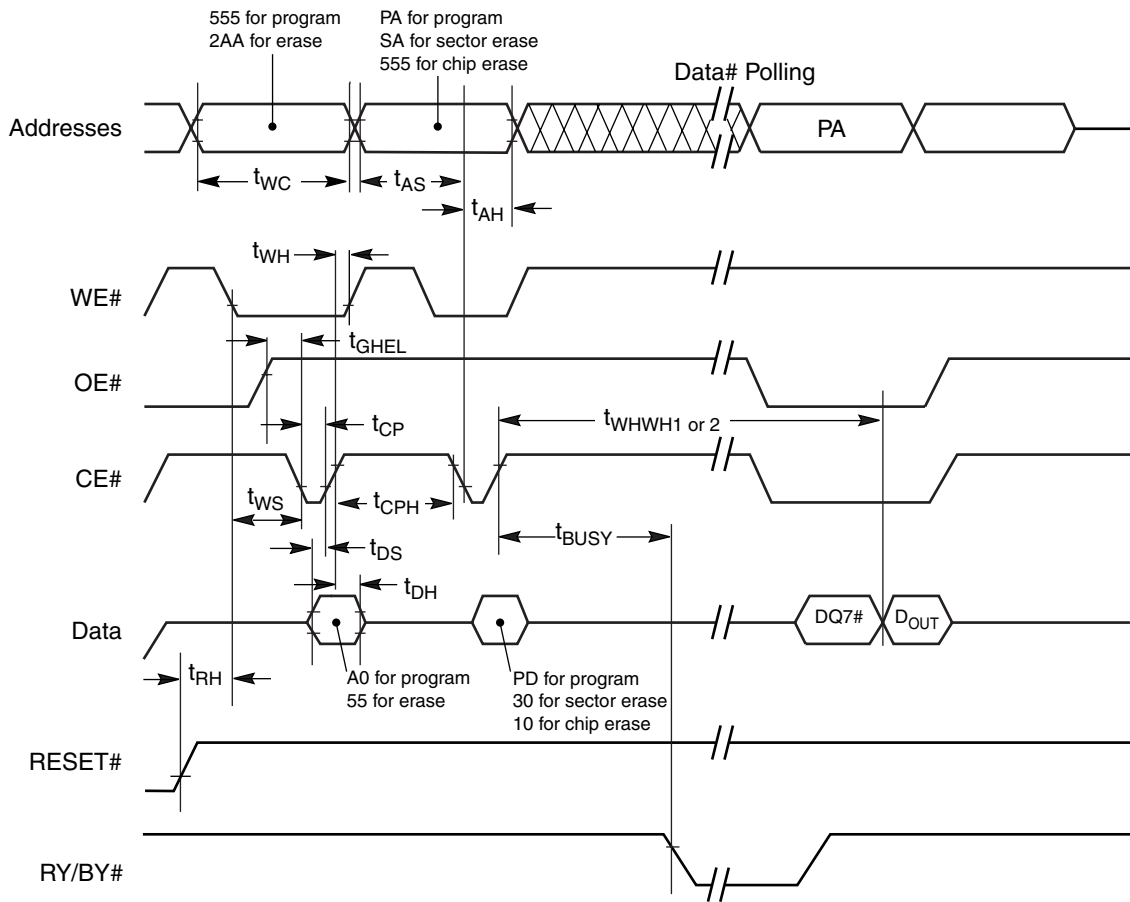 555 for program
2AA for erase
PA for program
SA for sector erase
555 for chip erase
Data# Polling
Addresses
PA
tWC
tAS
tAH
tWH
WE#
tGHEL
OE#
tWHWH1 or 2
tCP
CE#
tWS
tCPH
tBUSY
tDS
tDH
Data
DQ7#
DOUT
tRH
A0 for program
55 for erase
PD for program
30 for sector erase
10 for chip erase
RESET#
RY/BY#